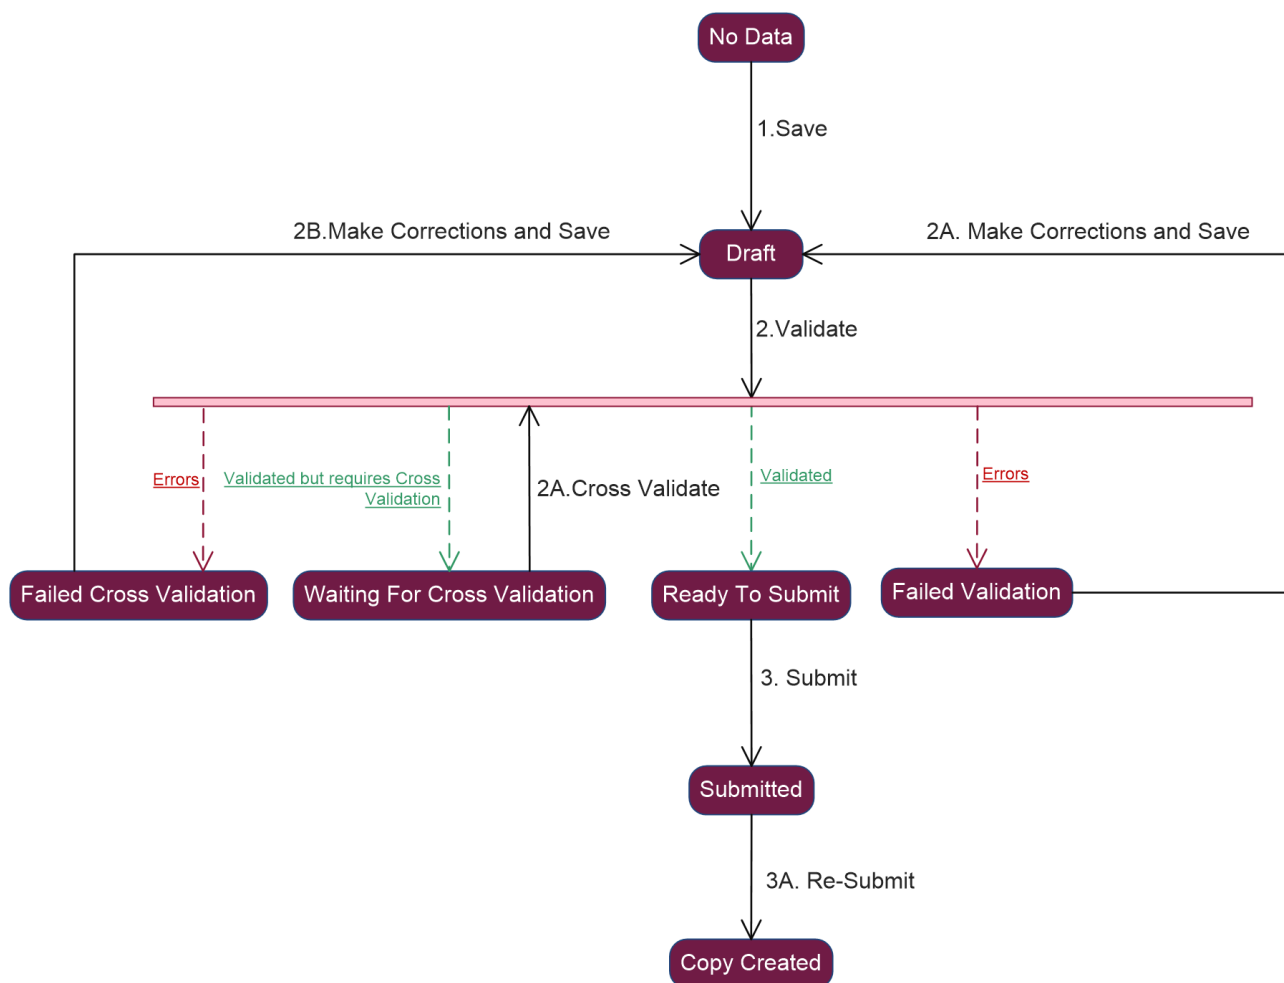 No Data
1.Save
2B.Make Corrections and Save
Draft
2A. Make Corrections and Save
2.Validate
Errors
Validated but requires Cross
Validation
2A.Cross Validate
Validated
Errors
Failed Cross Validation
Waiting For Cross Validation
Ready To Submit
Failed Validation
3. Submit
Submitted
3A. Re-Submit
Copy Created